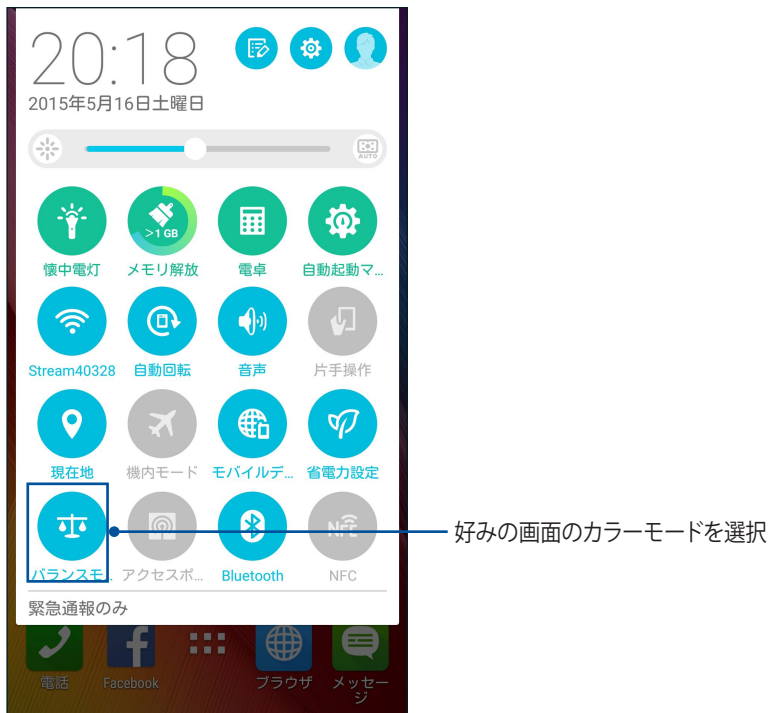 20:18
2015年5月16日土曜日
AUTO
>1 GB
懐中電灯 メモリ解放 電卓 自動起動マ...
Stream40328 自動回転 音声 片手操作
現在地 機内モード モバイルデ... 省電力設定
NFC
好みの画面のカラーモードを選択
バランスモ... アクセスポ... Bluetooth NFC
緊急通報のみ
電話 Facebook ブラウザ メッセー
ジ